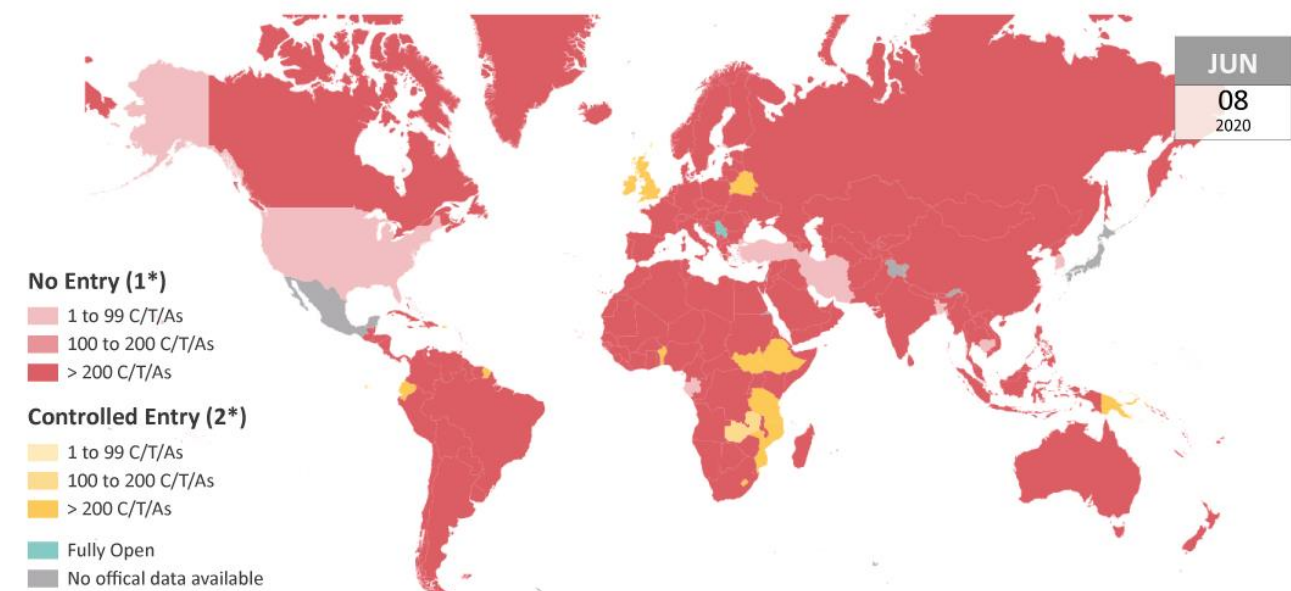 JUN
08
2020
No Entry (1*)
1 to 99 C/T/As
100 to 200 C/T/As
> 200 C/T/As
Controlled Entry (2*)
1 to 99 C/T/As
100 to 200 C/T/As
> 200 C/T/As
Fully Open
No offical data available